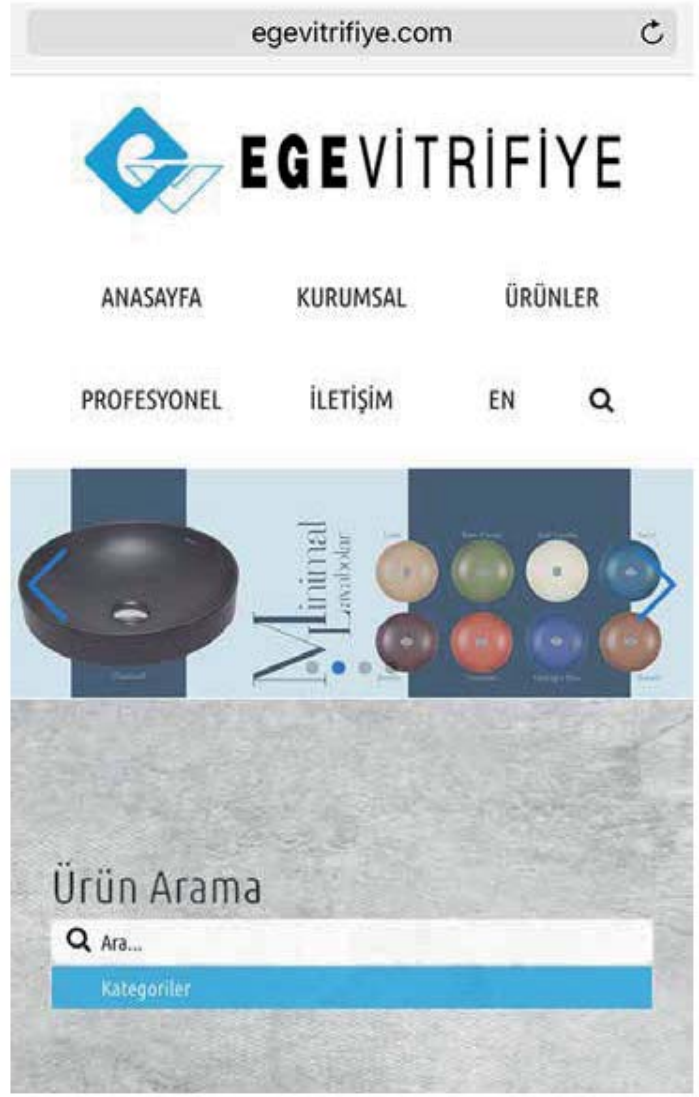 egevitrifiye.com
EGEVİTRİFİYE
ANASAYFA KURUMSAL ÜRÜNLER
PROFESYONEL İLETİŞİM EN
Minimal
Lavabolar
Ürün Arama
Ara...
Kategoriler